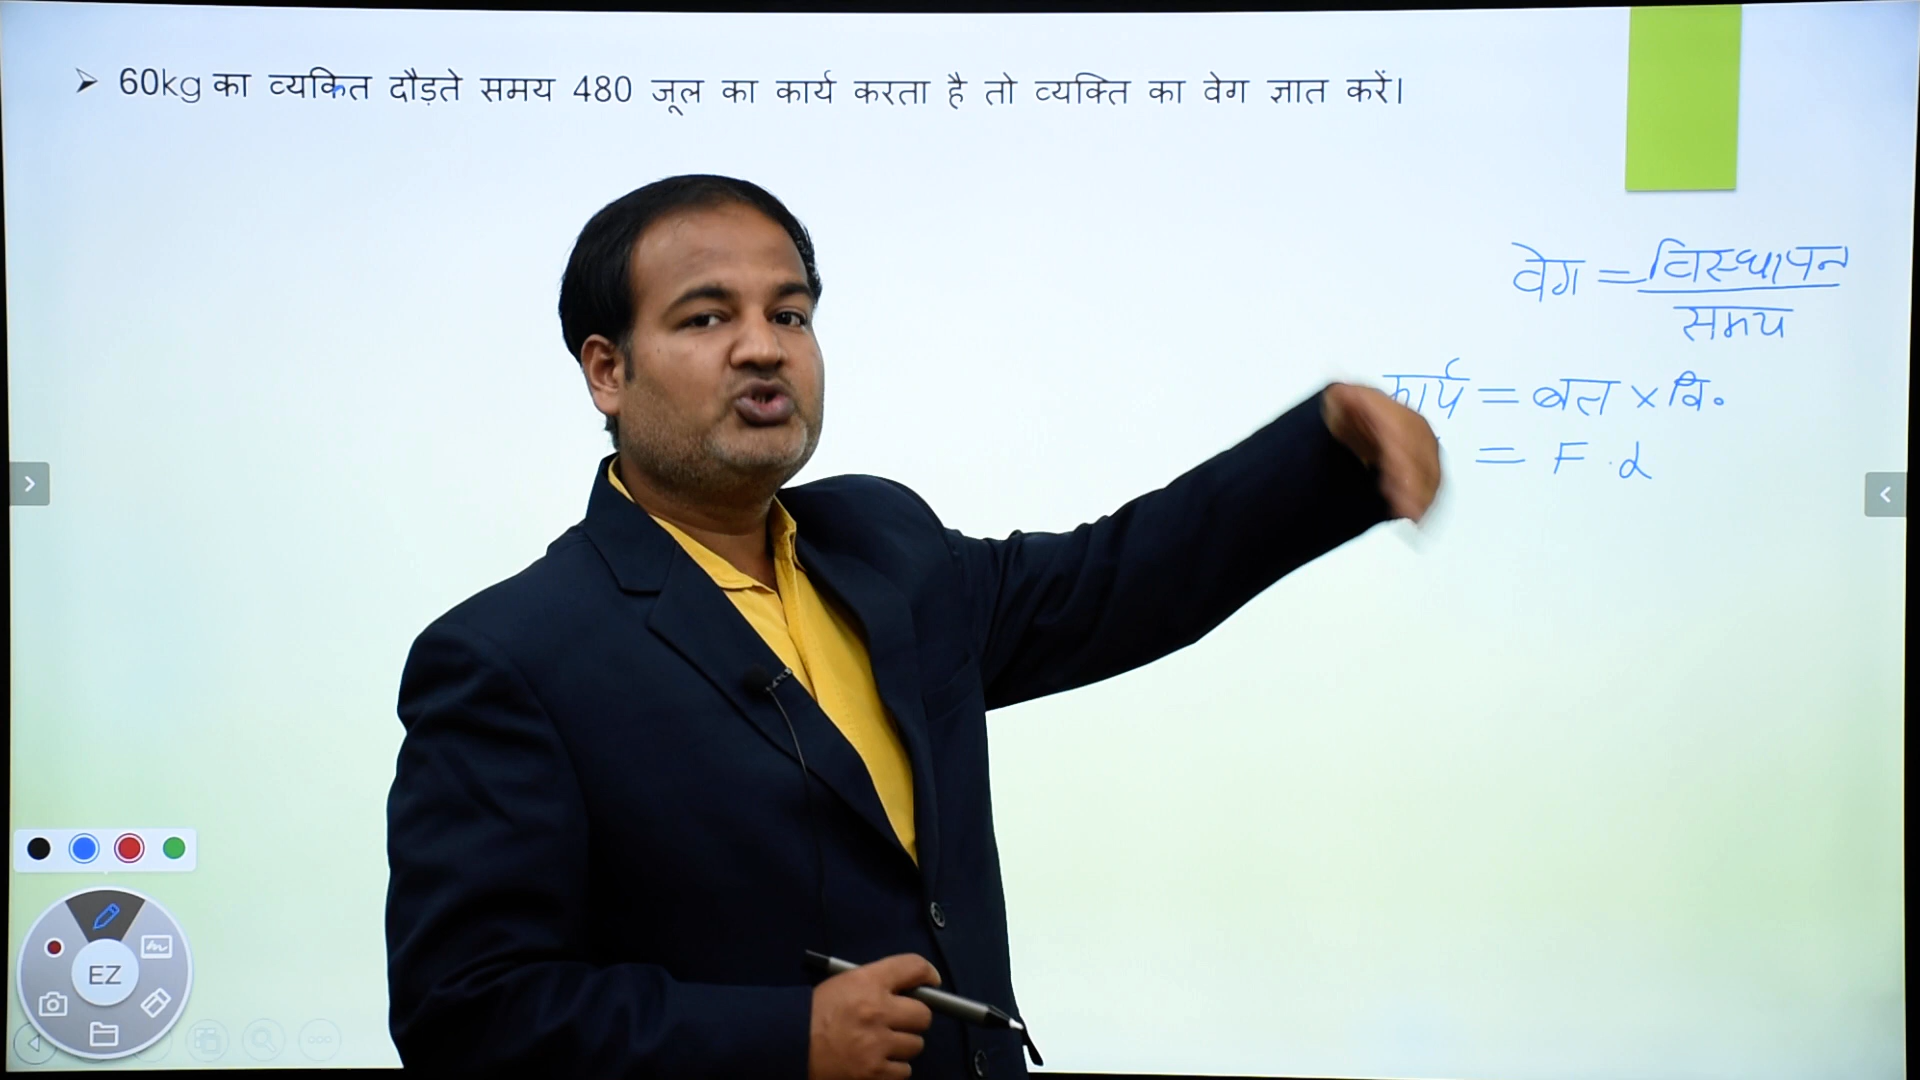 ➢ 60kg का व्यकित दौड़ते समय 480 जूल का कार्य करता है तो व्यक्ति का वेग ज्ञात करें।
वेग = विस्थापन
समय
कार्य = बल × वि॰
= F . d
EZ